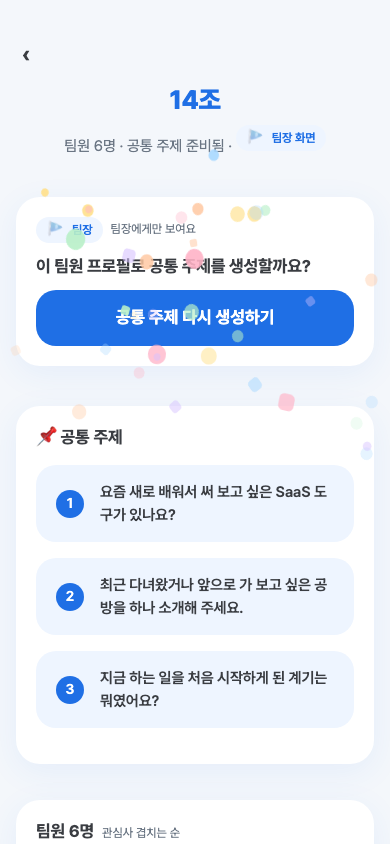 14조
팀원 6명 · 공통 주제 준비됨 · 팀장 화면
팀장 팀장에게만 보여요
이 팀원 프로필로 공통 주제를 생성할까요?
공통 주제 다시 생성하기
공통 주제
1 요즘 새로 배워서 써 보고 싶은 SaaS 도
구가 있나요?
2 최근 다녀왔거나 앞으로 가 보고 싶은 공
방을 하나 소개해 주세요.
3 지금 하는 일을 처음 시작하게 된 계기는
뭐였어요?
팀원 6명 관심사 겹치는 순